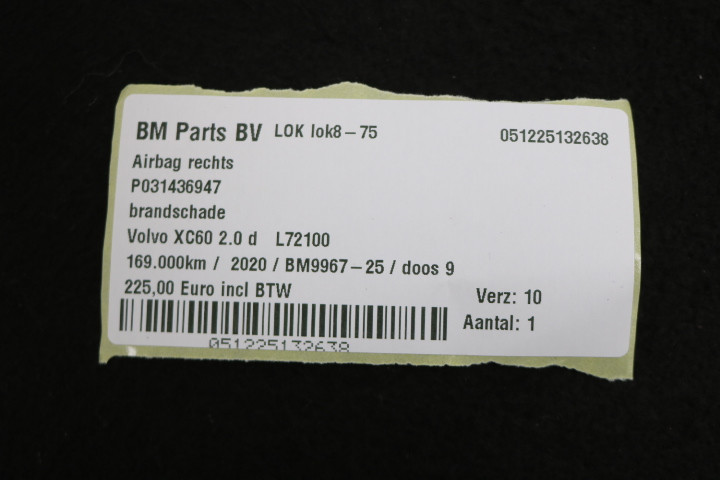 BM Parts BV LOK lok8-75 051225132638
Airbag rechts
P031436947
brandschade
Volvo XC60 2.0 d L72100
169.000km / 2020 / BM9967-25 / doos 9
225,00 Euro incl BTW Verz: 10
Aantal: 1
051225132638